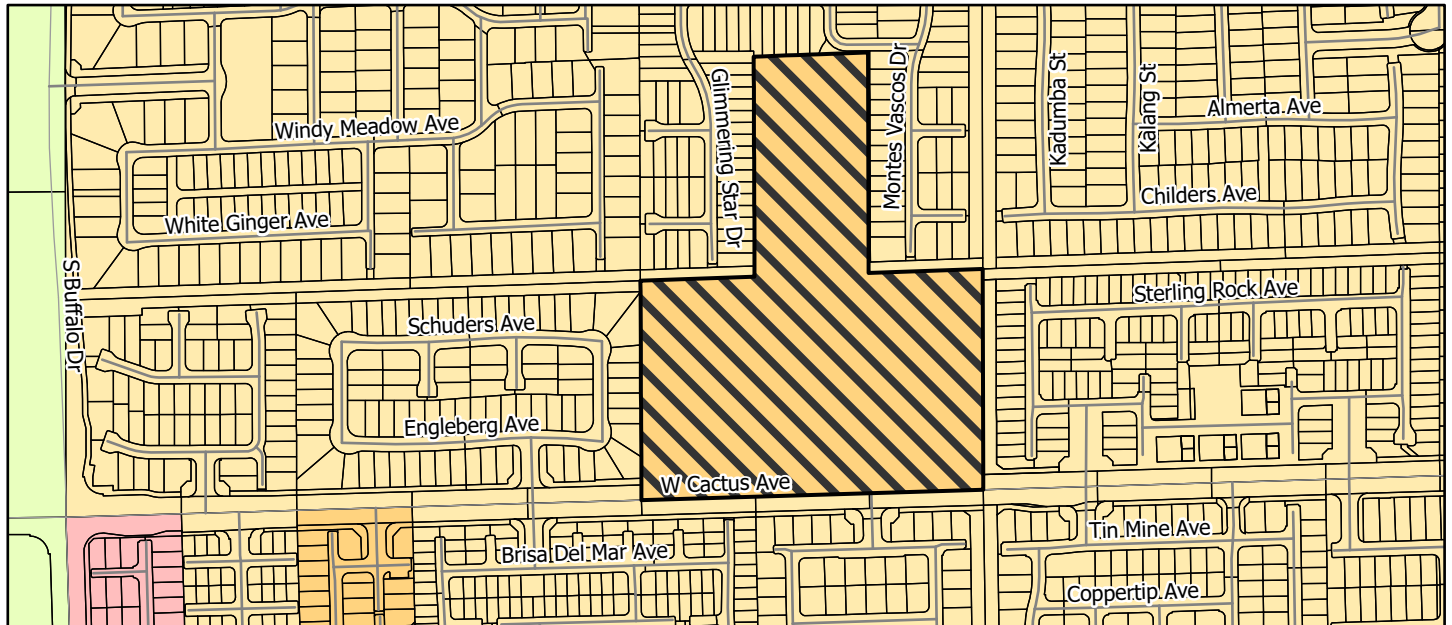 Windy Meadow Ave
White Ginger Ave
S Buffalo Dr
Glimmering Star Dr
Montes Vascos Dr
Kadumba St
Kalang St
Almerta Ave
Childers Ave
Sterling Rock Ave
Schuders Ave
Engleberg Ave
W Cactus Ave
Brisa Del Mar Ave
Tin Mine Ave
Coppertip Ave